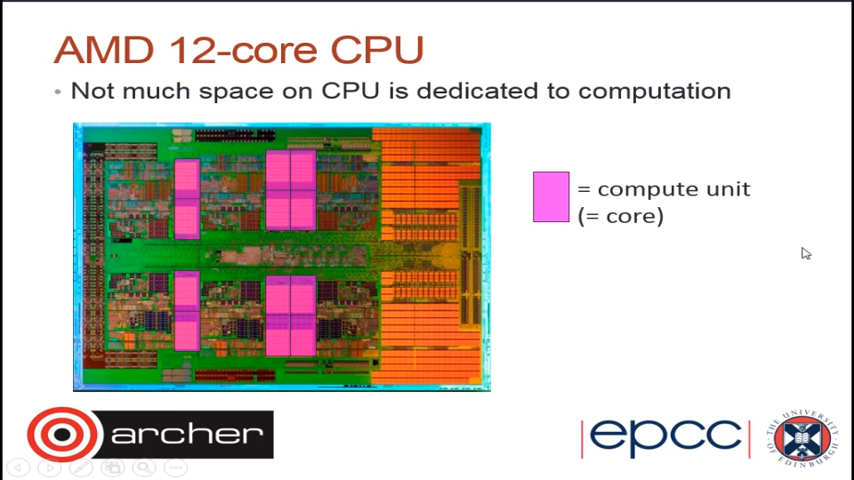 AMD 12-core CPU
• Not much space on CPU is dedicated to computation
= compute unit
(= core)
archer
epcc
THE UNIVERSITY OF EDINBURGH